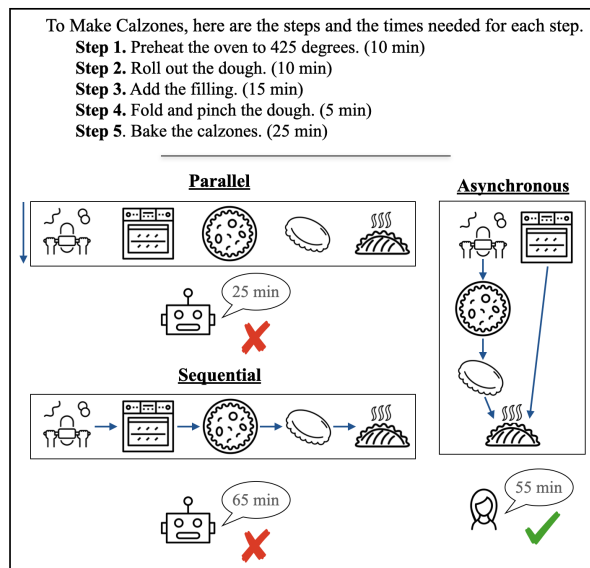 To Make Calzones, here are the steps and the times needed for each step.
Step 1. Preheat the oven to 425 degrees. (10 min)
Step 2. Roll out the dough. (10 min)
Step 3. Add the filling. (15 min)
Step 4. Fold and pinch the dough. (5 min)
Step 5. Bake the calzones. (25 min)
Parallel
Asynchronous
25 min
Sequential
65 min
55 min